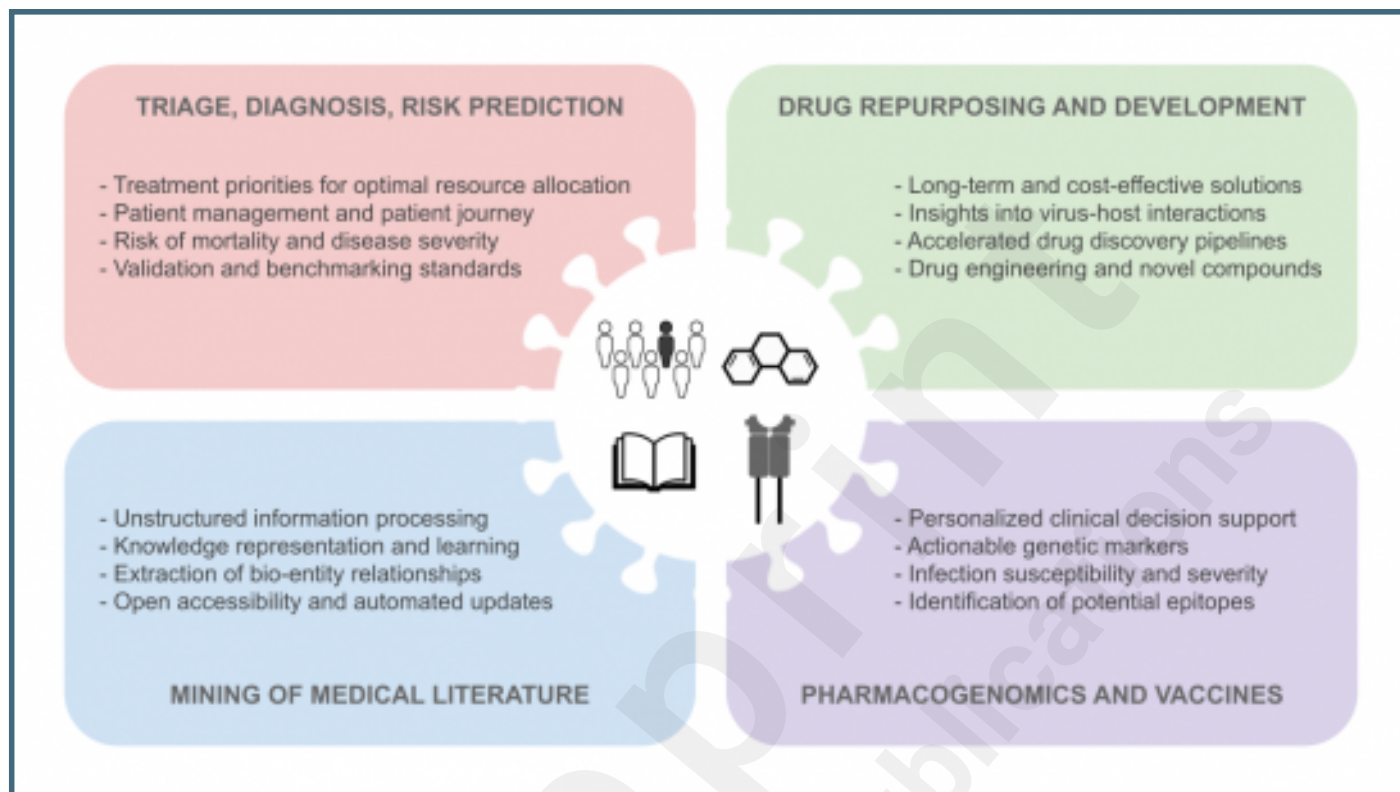 TRIAGE, DIAGNOSIS, RISK PREDICTION
- Treatment priorities for optimal resource allocation
- Patient management and patient journey
- Risk of mortality and disease severity
- Validation and benchmarking standards
DRUG REPURPOSING AND DEVELOPMENT
- Long-term and cost-effective solutions
- Insights into virus-host interactions
- Accelerated drug discovery pipelines
- Drug engineering and novel compounds
- Unstructured information processing
- Knowledge representation and learning
- Extraction of bio-entity relationships
- Open accessibility and automated updates
MINING OF MEDICAL LITERATURE
- Personalized clinical decision support
- Actionable genetic markers
- Infection susceptibility and severity
- Identification of potential epitopes
PHARMACOGENOMICS AND VACCINES